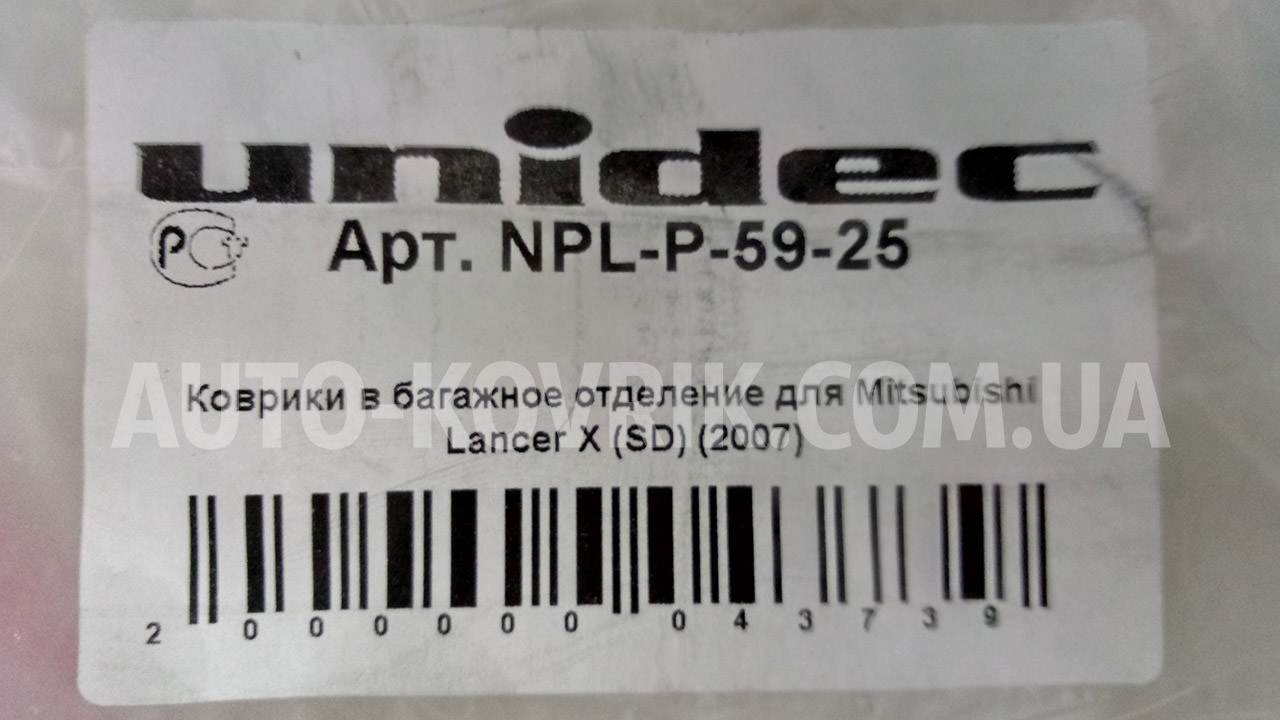 unidec
РС Арт. NPL-P-59-25
AUTO-KOVRIK.COM.UA
Коврики в багажное отделение для Mitsubishi
Lancer X (SD) (2007)
2 000000 043739